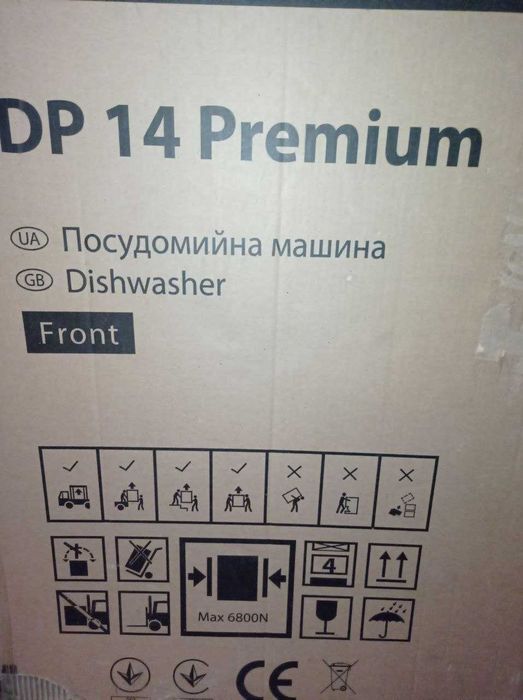 DP 14 Premium
UA Посудомийна машина
GB Dishwasher
Front
4
Max 6800N
CE